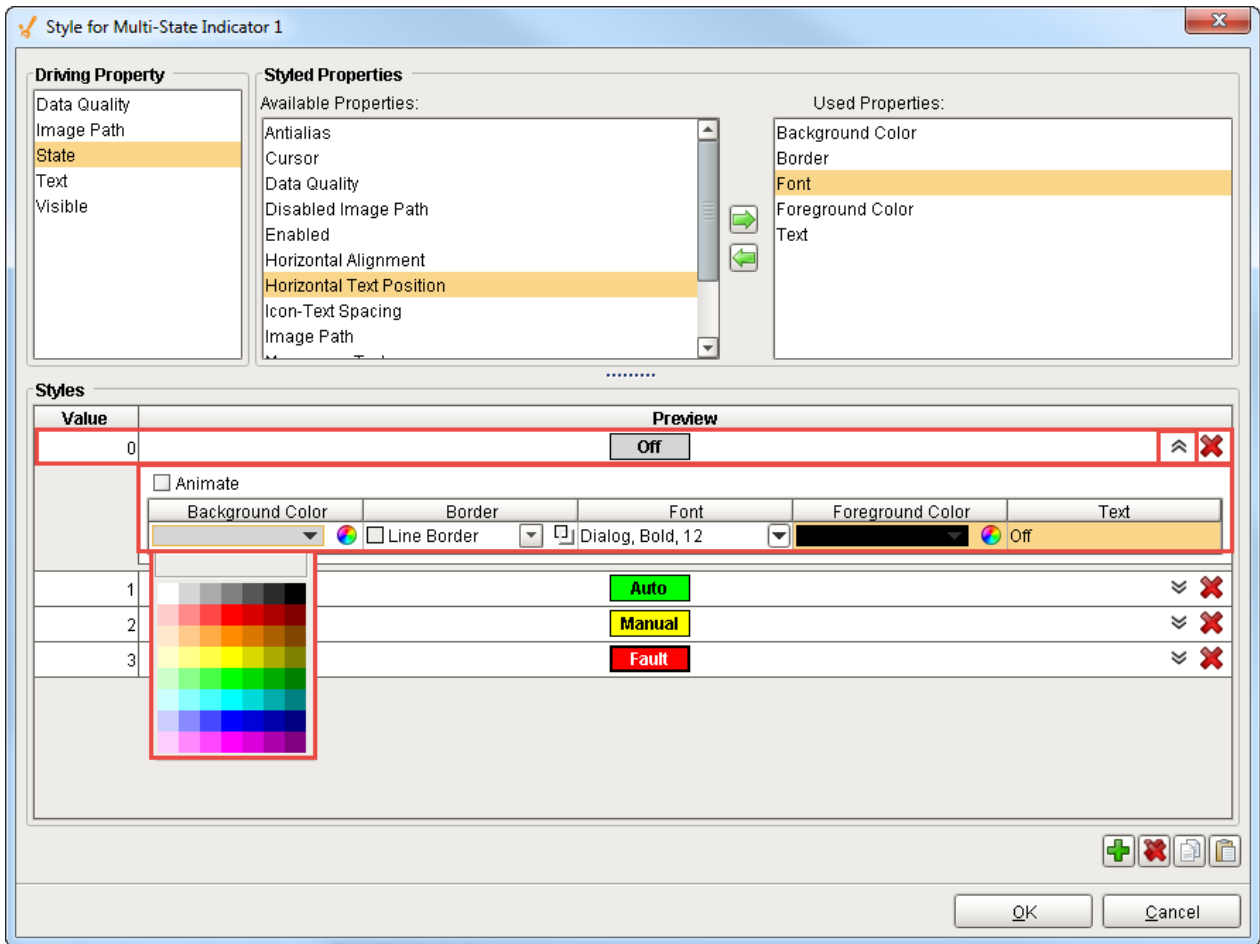 Style for Multi-State Indicator 1
Driving Property
Data Quality
Image Path
State
Text
Visible
Styled Properties
Available Properties:
Antialias
Cursor
Data Quality
Disabled Image Path
Enabled
Horizontal Alignment
Horizontal Text Position
Icon-Text Spacing
Image Path
Used Properties:
Background Color
Border
Font
Foreground Color
Text
Styles
Value Preview
0 Off
Animate
Background Color Border Font Foreground Color Text
Line Border Dialog, Bold, 12 Off
1 Auto
2 Manual
3 Fault
OK Cancel